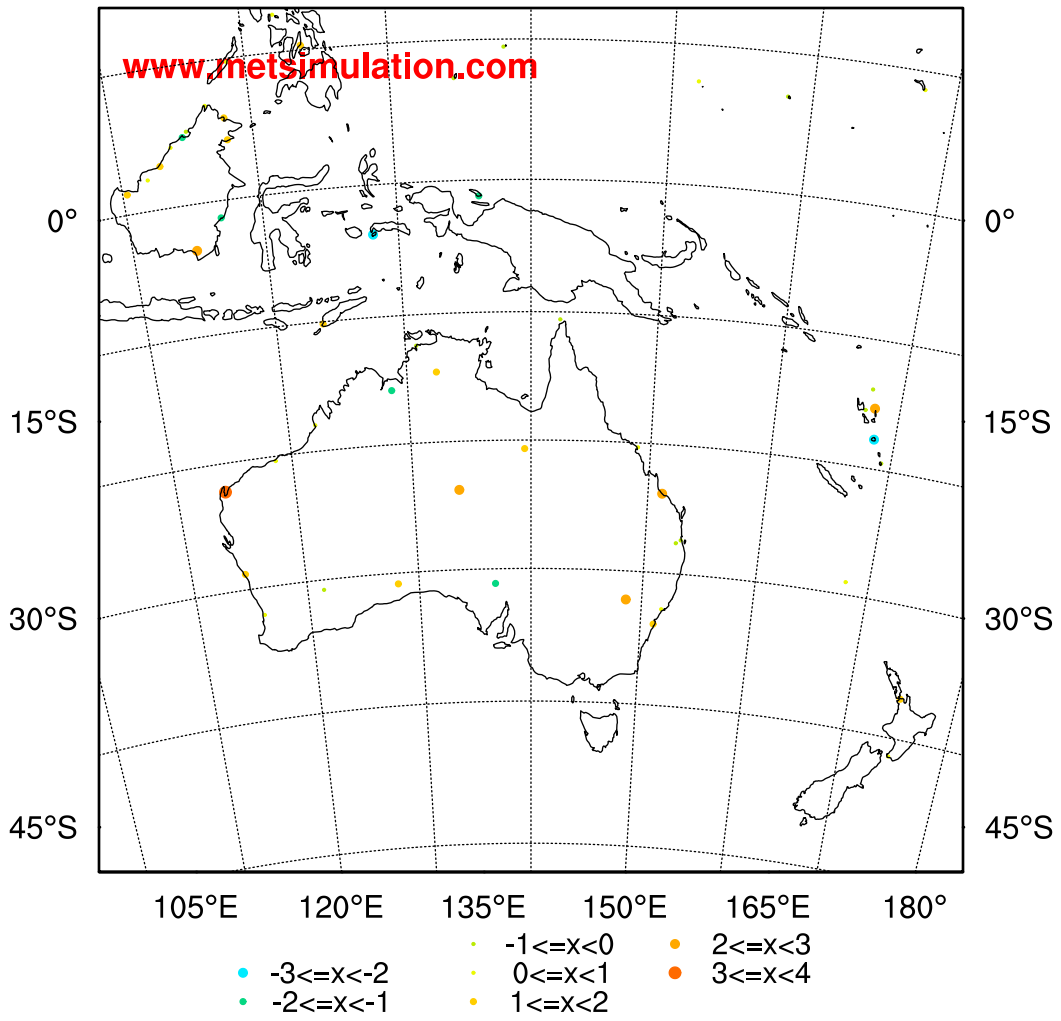 www.metsimulation.com
0° 0°
15°S 15°S
30°S 30°S
45°S 45°S
105°E 120°E 135°E 150°E 165°E 180°
-1<=x<0 2<=x<3
-3<=x<-2 0<=x<1 3<=x<4
-2<=x<-1 1<=x<2